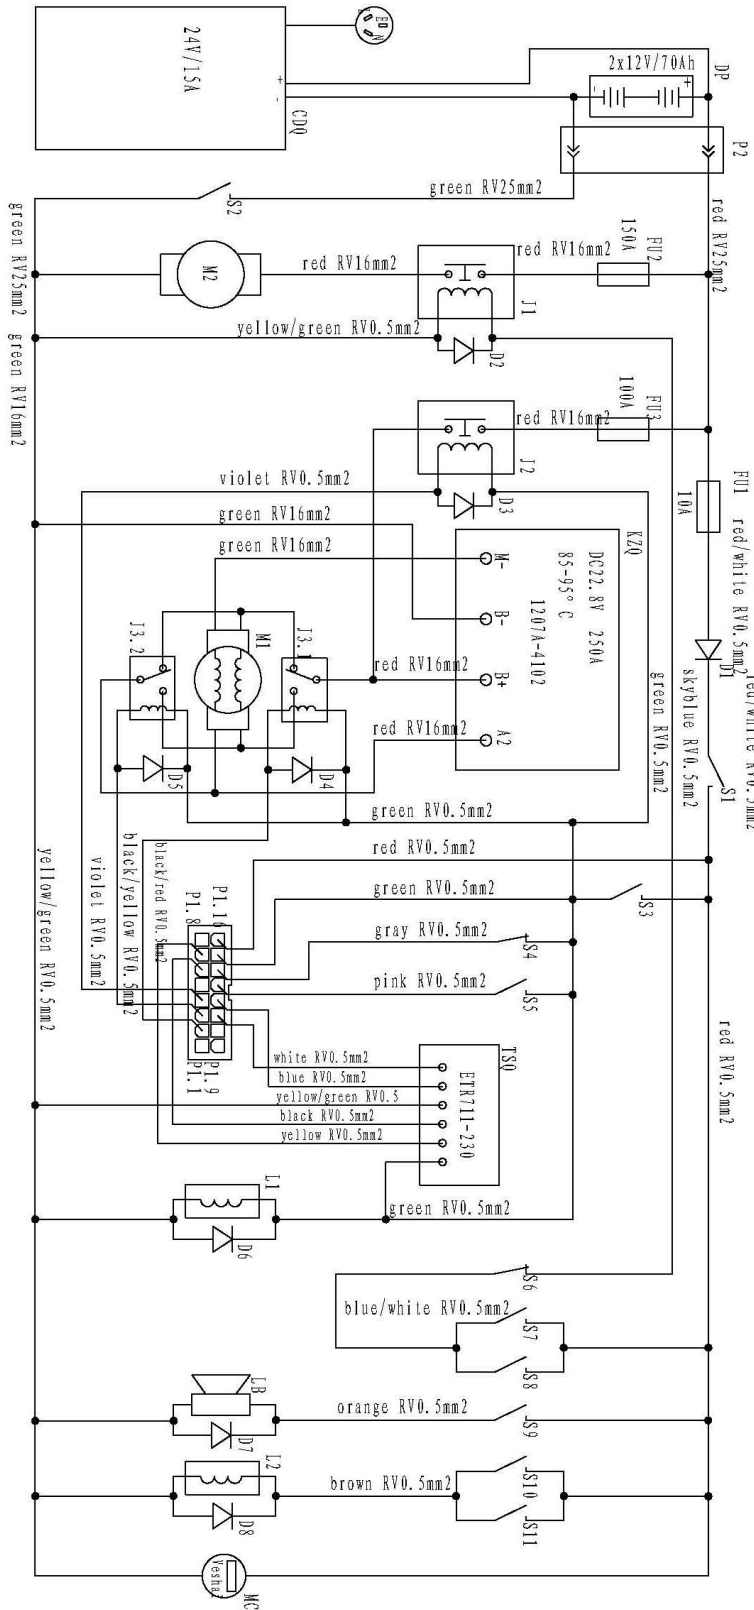 E
N
24V/15A
+
-
CDQ
2x12V/70Ah
-
+
DP
P2
green RV25mm2
S2
green RV25mm2
red RV25mm2
M2
red RV16mm2
J1
red RV16mm2
FU2
150A
yellow/green RV0.5mm2
D2
green RV16mm2
J2
red RV16mm2
FU3
100A
violet RV0.5mm2
D3
FU1
10A
green RV16mm2
green RV16mm2
KZQ
DC22.8V 250A
85-95°C
1207A-4102
M-
B-
B+
A2
red/white RV0.5mm2
D1
J3.2
M1
J3.1
red RV16mm2
red RV16mm2
green RV0.5mm2
skyblue RV0.5mm2
red/white RV0.5mm2
S1
D5
D4
green RV0.5mm2
red RV0.5mm2
yellow/green RV0.5mm2
violet RV0.5mm2
black/yellow RV0.5mm2
black/red RV0.5mm2
P1.8
P1.16
green RV0.5mm2
S3
gray RV0.5mm2
S4
pink RV0.5mm2
S5
red RV0.5mm2
P1.1
P1.9
white RV0.5mm2
blue RV0.5mm2
yellow/green RV0.5
black RV0.5mm2
yellow RV0.5mm2
TSQ
ETR711-230
L1
green RV0.5mm2
D6
S6
blue/white RV0.5mm2
S7
S8
LB
orange RV0.5mm2
S9
D7
L2
brown RV0.5mm2
S10
D8
S11
MC